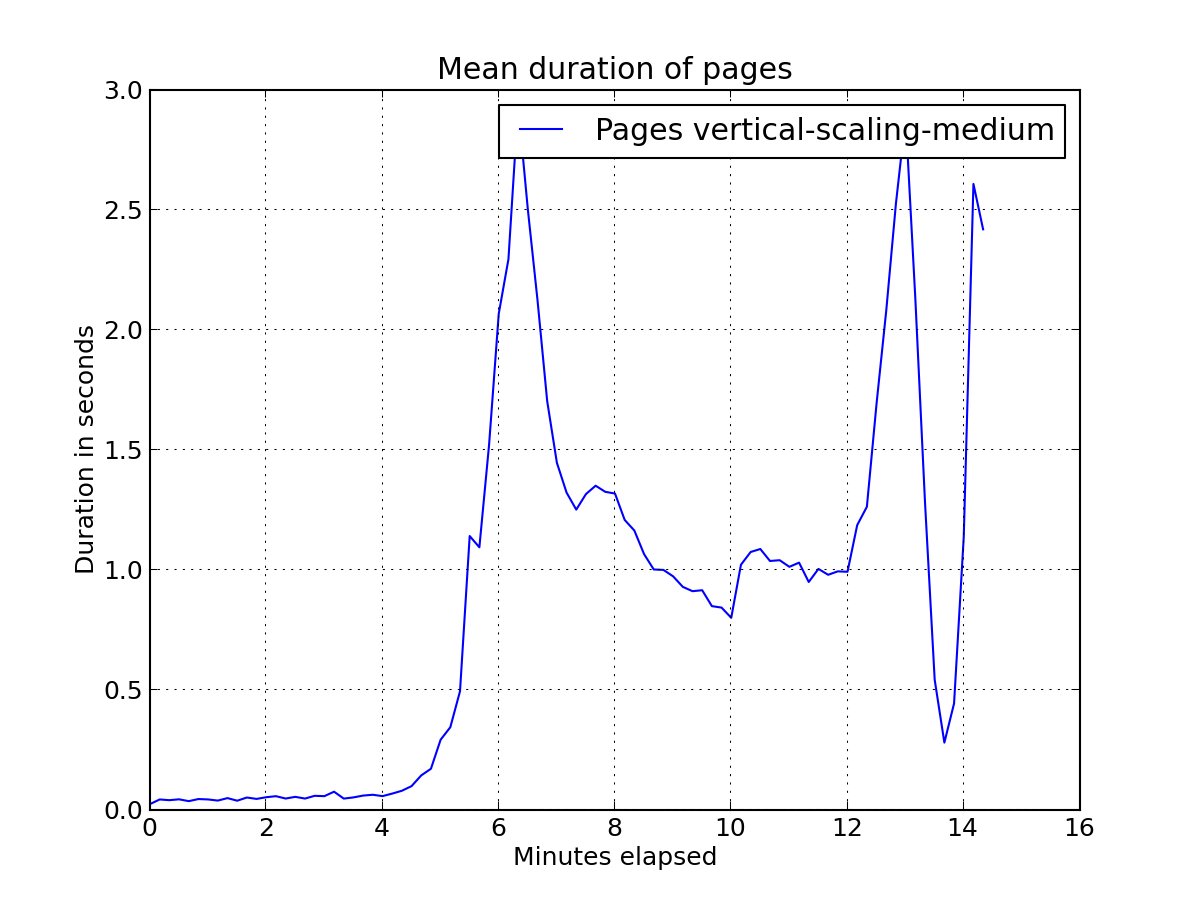 Mean duration of pages
Pages vertical-scaling-medium
3.0
2.5
2.0
1.5
1.0
0.5
0.0
Duration in seconds
0 2 4 6 8 10 12 14 16
Minutes elapsed